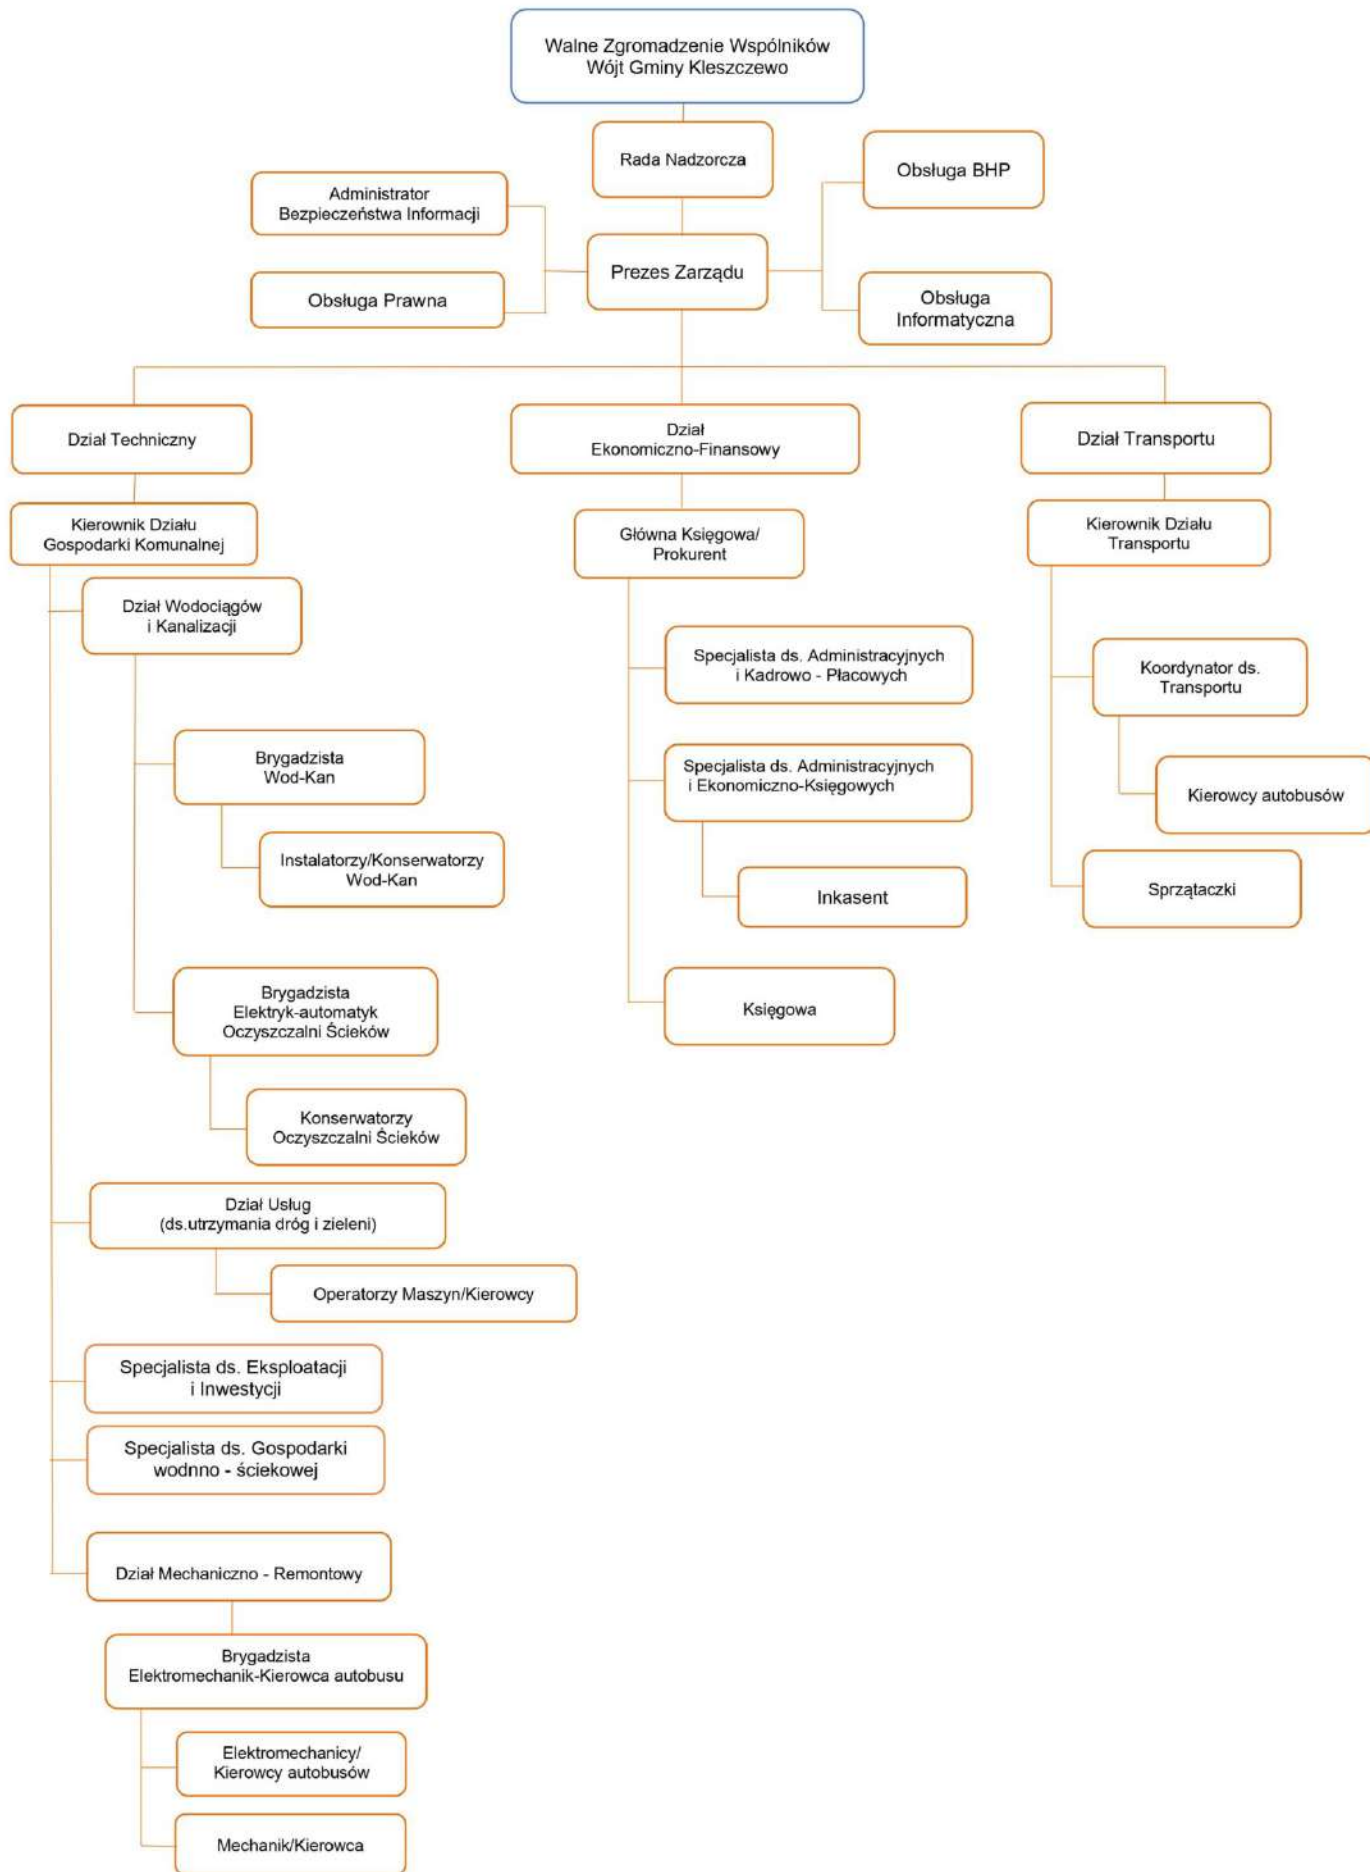 Walne Zgromadzenie Wspólników
Wójt Gminy Kleszczewo
Rada Nadzorcza
Obsługa BHP
Administrator
Bezpieczeństwa Informacji
Prezes Zarządu
Obsługa Prawna
Obsługa
Informatyczna
Dział Techniczny
Dział
Ekonomiczno-Finansowy
Dział Transportu
Kierownik Działu
Gospodarki Komunalnej
Główna Księgowa/
Prokurent
Kierownik Działu
Transportu
Dział Wodociągów
i Kanalizacji
Specjalista ds. Administracyjnych
i Kadrowo - Płacowych
Koordynator ds.
Transportu
Brygadzista
Wod-Kan
Specjalista ds. Administracyjnych
i Ekonomiczno-Księgowych
Kierowcy autobusów
Instalatorzy/Konserwatorzy
Wod-Kan
Inkasent
Sprzątaczki
Brygadzista
Elektryk-automatyk
Oczyszczalni Ścieków
Księgowa
Konserwatorzy
Oczyszczalni Ścieków
Dział Usług
(ds.utrzymania dróg i zieleni)
Operatorzy Maszyn/Kierowcy
Specjalista ds. Eksploatacji
i Inwestycji
Specjalista ds. Gospodarki
wodnno - ściekowej
Dział Mechaniczno - Remontowy
Brygadzista
Elektromechanik-Kierowca autobusu
Elektromechanicy/
Kierowcy autobusów
Mechanik/Kierowca